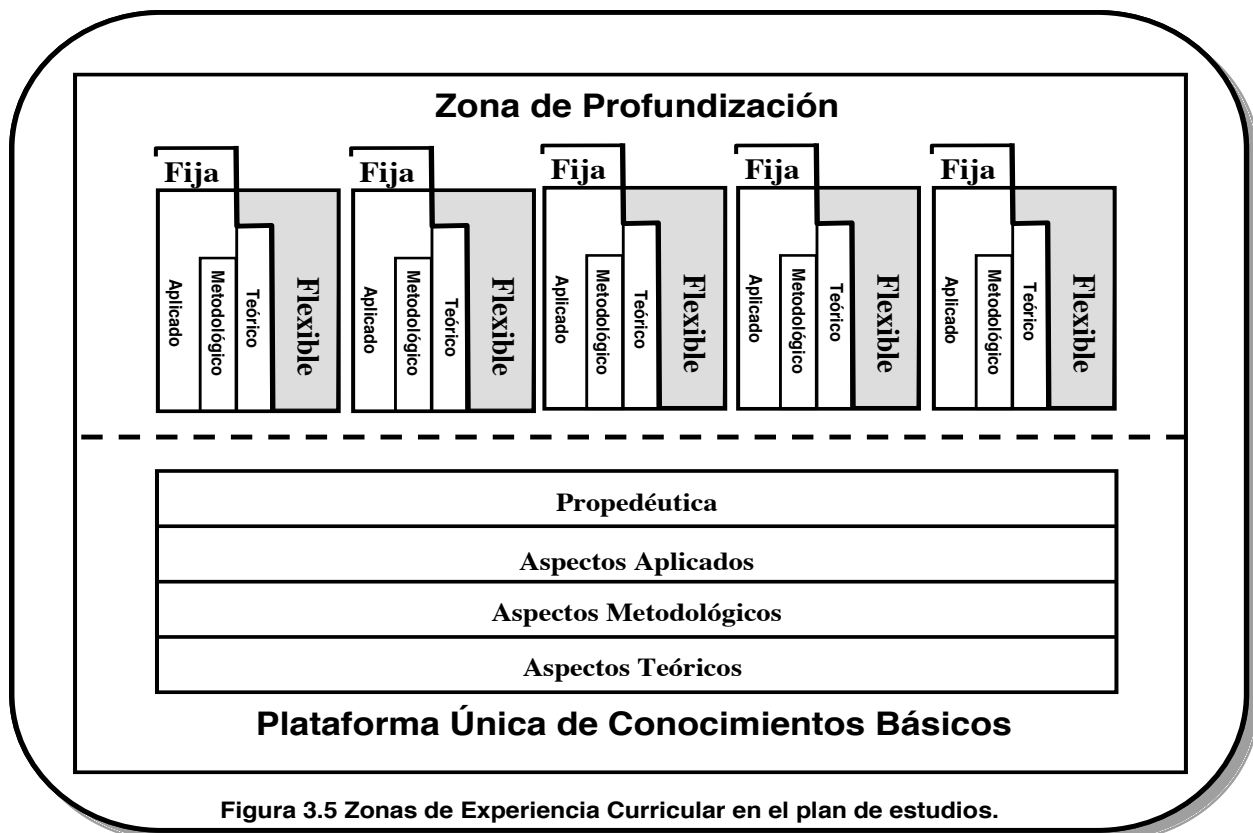 Zona de Profundización
Fija
Aplicado
Metodológico
Teórico
Flexible
Fija
Aplicado
Metodológico
Teórico
Flexible
Fija
Aplicado
Metodológico
Teórico
Flexible
Fija
Aplicado
Metodológico
Teórico
Flexible
Fija
Aplicado
Metodológico
Teórico
Flexible
Propedéutica
Aspectos Aplicados
Aspectos Metodológicos
Aspectos Teóricos
Plataforma Única de Conocimientos Básicos
Figura 3.5 Zonas de Experiencia Curricular en el plan de estudios.